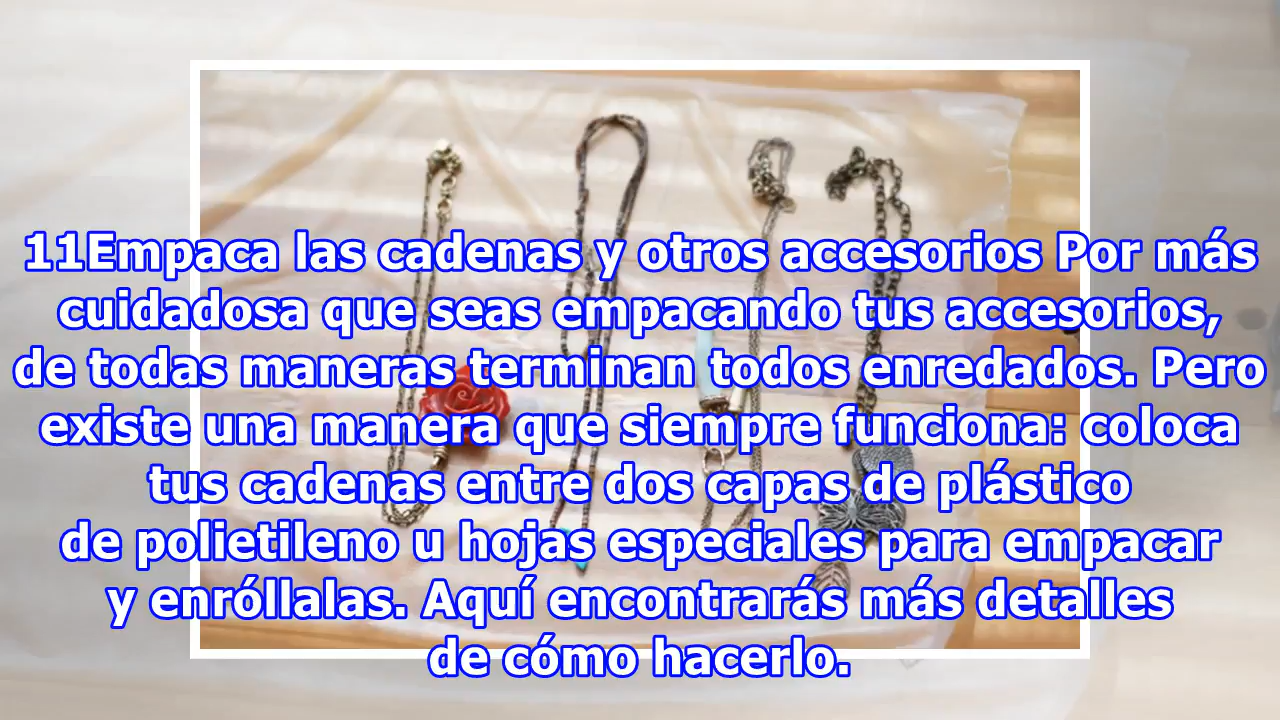 11Empaca las cadenas y otros accesorios Por más
cuidadosa que seas empacando tus accesorios,
de todas maneras terminan todos enredados. Pero
existe una manera que siempre funciona: coloca
tus cadenas entre dos capas de plástico
de polietileno u hojas especiales para empacar
y enróllalas. Aquí encontrarás más detalles
de cómo hacerlo.